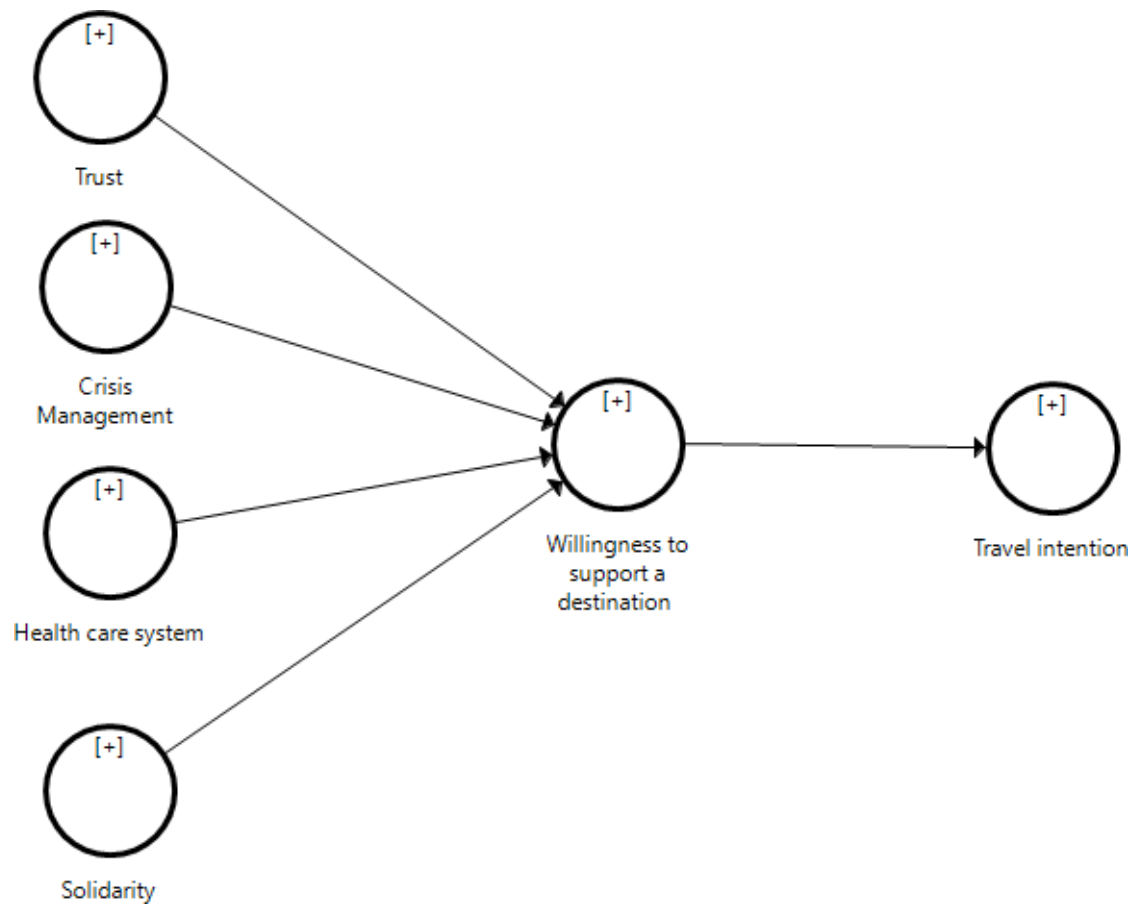 [+]
Trust
[+]
Crisis
Management
[+]
Health care system
[+]
Solidarity
[+]
Willingness to
support a
destination
[+]
Travel intention